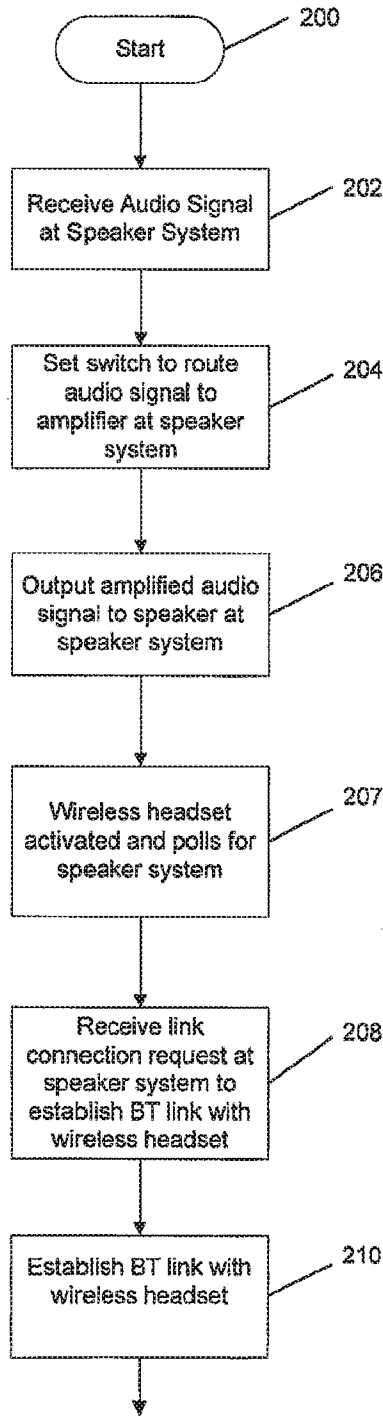 Start
200
Receive Audio Signal
at Speaker System
202
Set switch to route
audio signal to
amplifier at speaker
system
204
Output amplified audio
signal to speaker at
speaker system
206
Wireless headset
activated and polls for
speaker system
207
Receive link
connection request at
speaker system to
establish BT link with
wireless headset
208
Establish BT link with
wireless headset
210